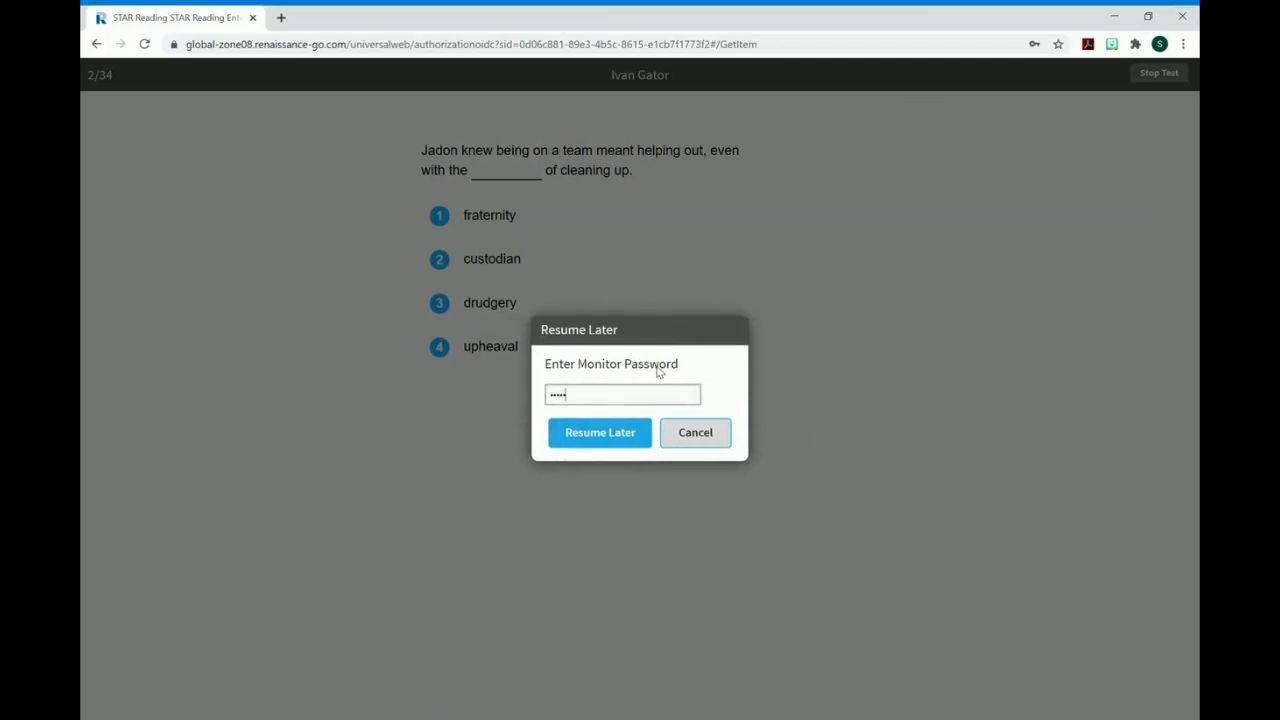 STAR Reading STAR Reading Ente
global-zone08.renaissance-go.com/universalweb/authorizationoidc?sid=0d06c881-89e3-4b5c-8615-e1cb7f1773f2#/GetItem
S
2/34
Ivan Gator
Stop Test
Jadon knew being on a team meant helping out, even
with the __________ of cleaning up.
1 fraternity
2 custodian
3 drudgery
4 upheaval
Resume Later
Enter Monitor Password
•••••
Resume Later
Cancel